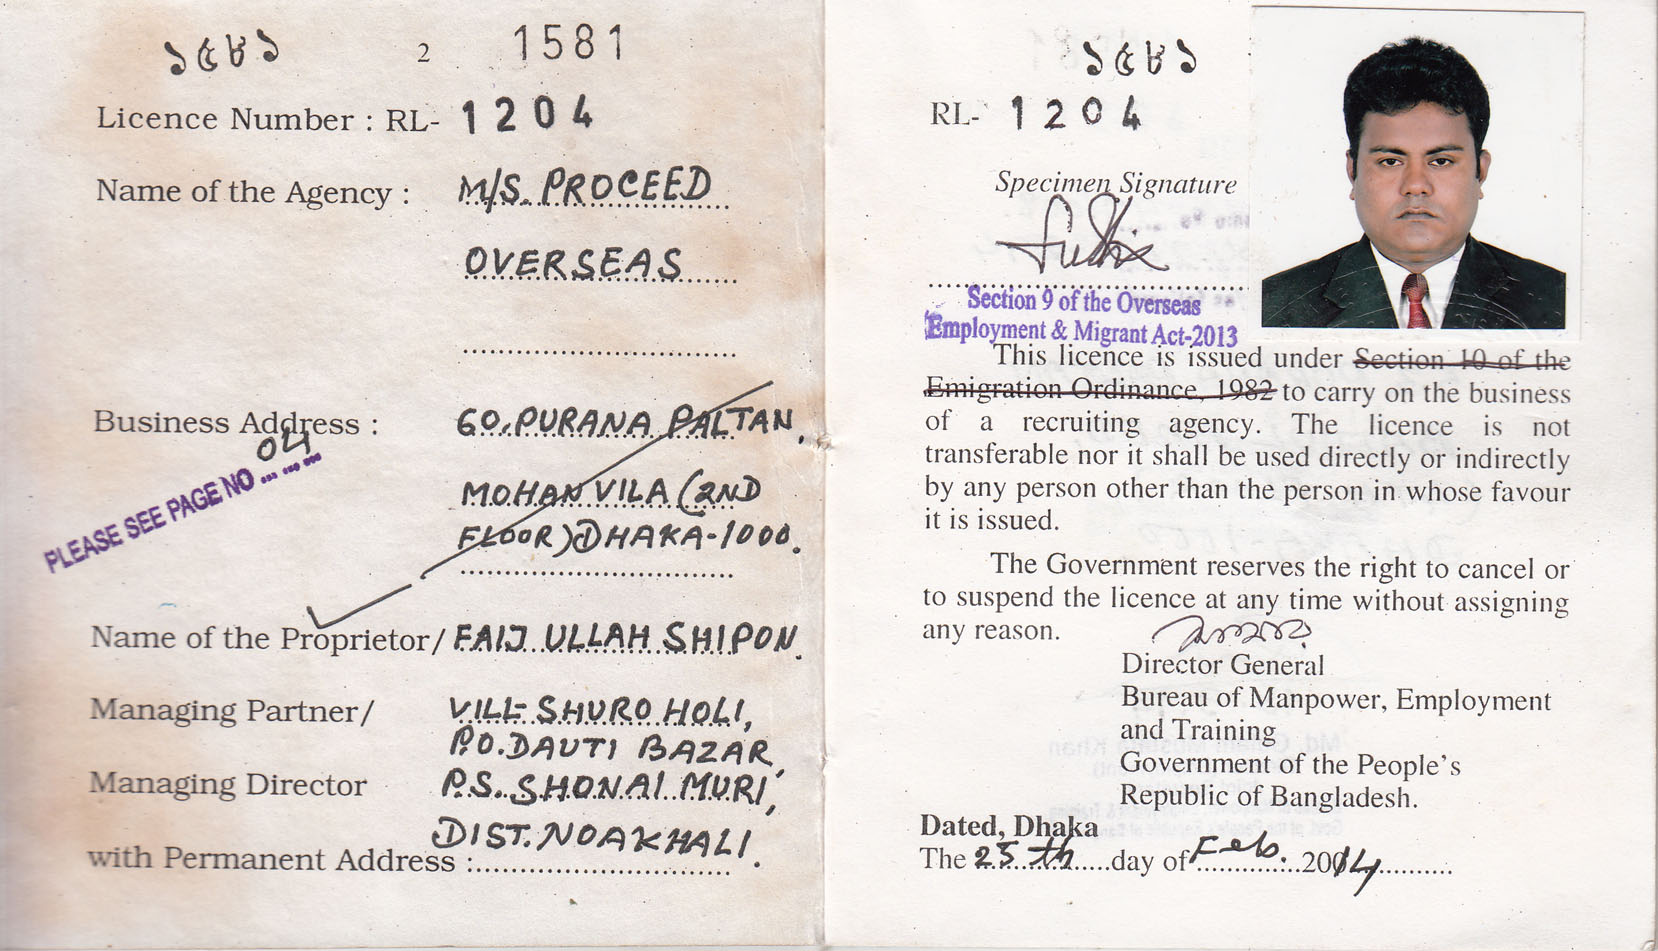 ১৫৮১ 2 1581
Licence Number : RL- 1204
Name of the Agency : M/S. PROCEED
OVERSEAS
Business Address : 60, PURANA PALTAN,
MOHAN VILA (2ND
FLOOR) DHAKA-1000.
PLEASE SEE PAGE NO 04
Name of the Proprietor/ FAIJ ULLAH SHIPON.
Managing Partner/ VILL- SHURO HOLI,
P.O. DAUTI BAZAR,
Managing Director P.S. SHONAI MURI,
DIST. NOAKHALI.
with Permanent Address :
১৫৮১
RL- 1204
Specimen Signature
Section 9 of the Overseas
Employment & Migrant Act-2013
This licence is issued under Section 10 of the
Emigration Ordinance, 1982 to carry on the business
of a recruiting agency. The licence is not
transferable nor it shall be used directly or indirectly
by any person other than the person in whose favour
it is issued.
The Government reserves the right to cancel or
to suspend the licence at any time without assigning
any reason.
Director General
Bureau of Manpower, Employment
and Training
Government of the People's
Republic of Bangladesh.
Dated, Dhaka
The 25th day of Feb. 2014